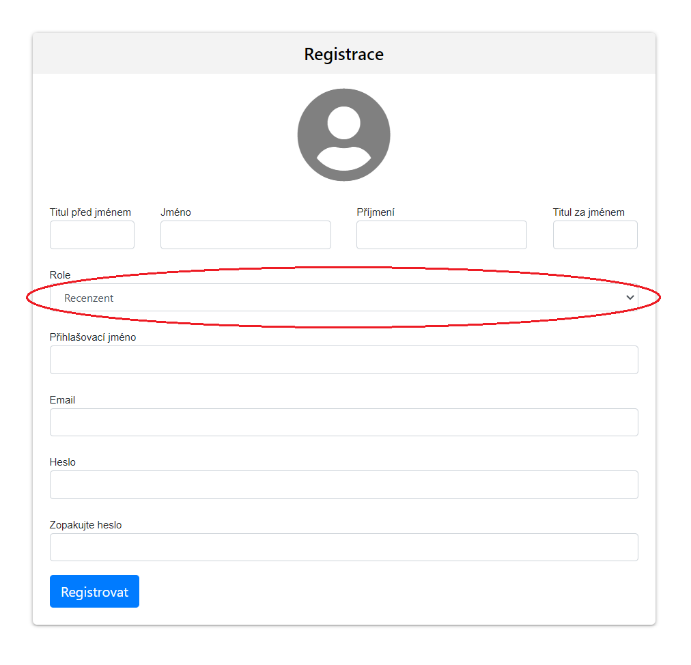 Registrace
Titul před jménem Jméno Příjmení Titul za jménem
Role
Recenzent
Přihlašovací jméno
Email
Heslo
Zopakujte heslo
Registrovat